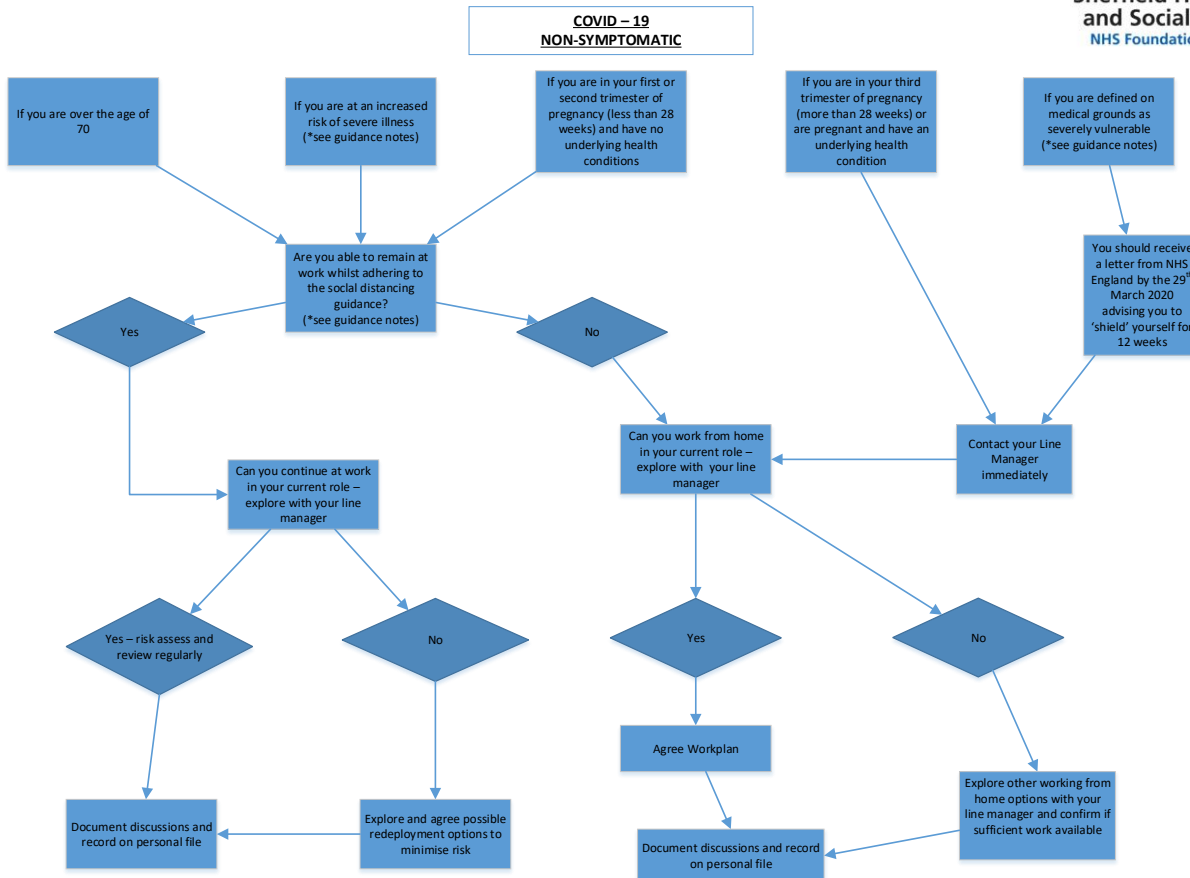 COVID – 19
NON-SYMPTOMATIC
and Social
NHS Foundatio
If you are over the age of
70
If you are at an increased
risk of severe illness
(*see guidance notes)
If you are in your first or
second trimester of
pregnancy (less than 28
weeks) and have no
underlying health
conditions
If you are in your third
trimester of pregnancy
(more than 28 weeks) or
are pregnant and have an
underlying health
condition
If you are defined on
medical grounds as
severely vulnerable
(*see guidance notes)
Are you able to remain at
work whilst adhering to
the social distancing
guidance?
(*see guidance notes)
You should receive
a letter from NHS
England by the 29th
March 2020
advising you to
‘shield’ yourself for
12 weeks
Yes
No
Can you work from home
in your current role –
explore with your line
manager
Contact your Line
Manager
immediately
Can you continue at work
in your current role –
explore with your line
manager
Yes – risk assess and
review regularly
No
Yes
No
Agree Workplan
Explore other working from
home options with your
line manager and confirm if
sufficient work available
Document discussions and
record on personal file
Explore and agree possible
redeployment options to
minimise risk
Document discussions and record
on personal file